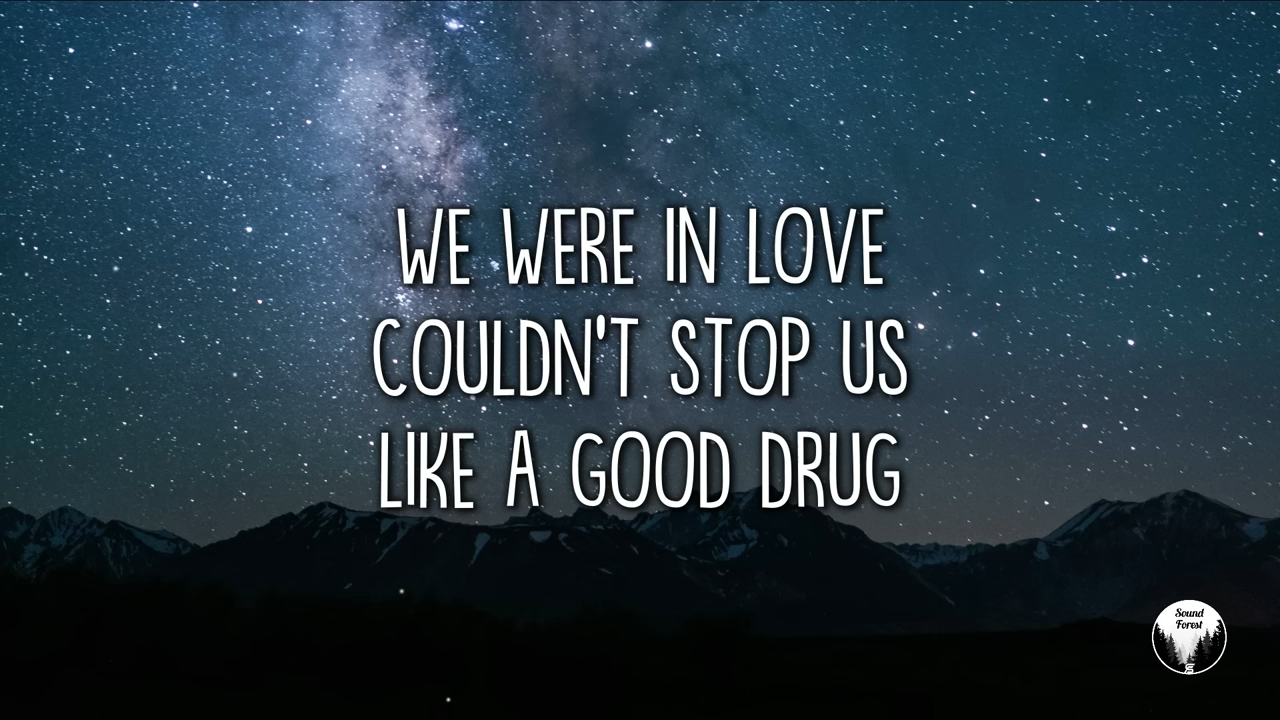 WE WERE IN LOVE
COULDN'T STOP US
LIKE A GOOD DRUG
Sound
Forest